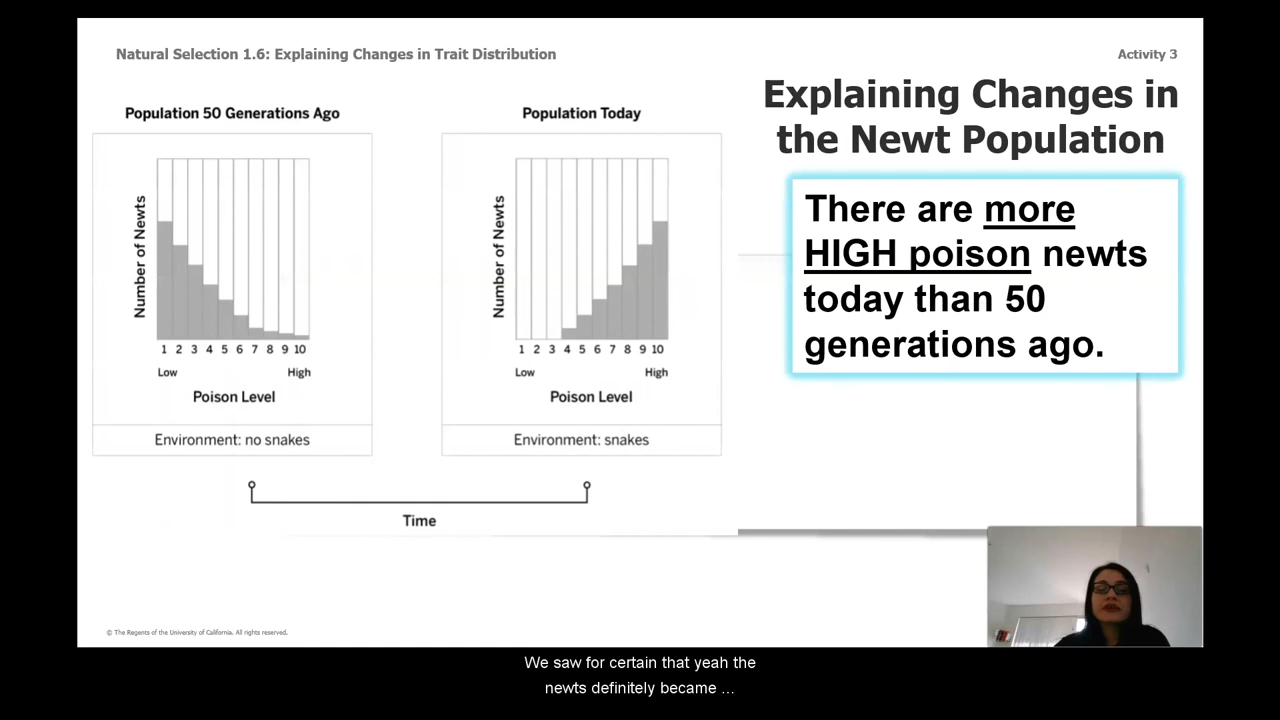 Natural Selection 1.6: Explaining Changes in Trait Distribution
Activity 3
Explaining Changes in
the Newt Population
Population 50 Generations Ago
Number of Newts
1 2 3 4 5 6 7 8 9 10
Low High
Poison Level
Environment: no snakes
Population Today
Number of Newts
1 2 3 4 5 6 7 8 9 10
Low High
Poison Level
Environment: snakes
Time
There are more
HIGH poison newts
today than 50
generations ago.
© The Regents of the University of California. All rights reserved.
We saw for certain that yeah the
newts definitely became ...